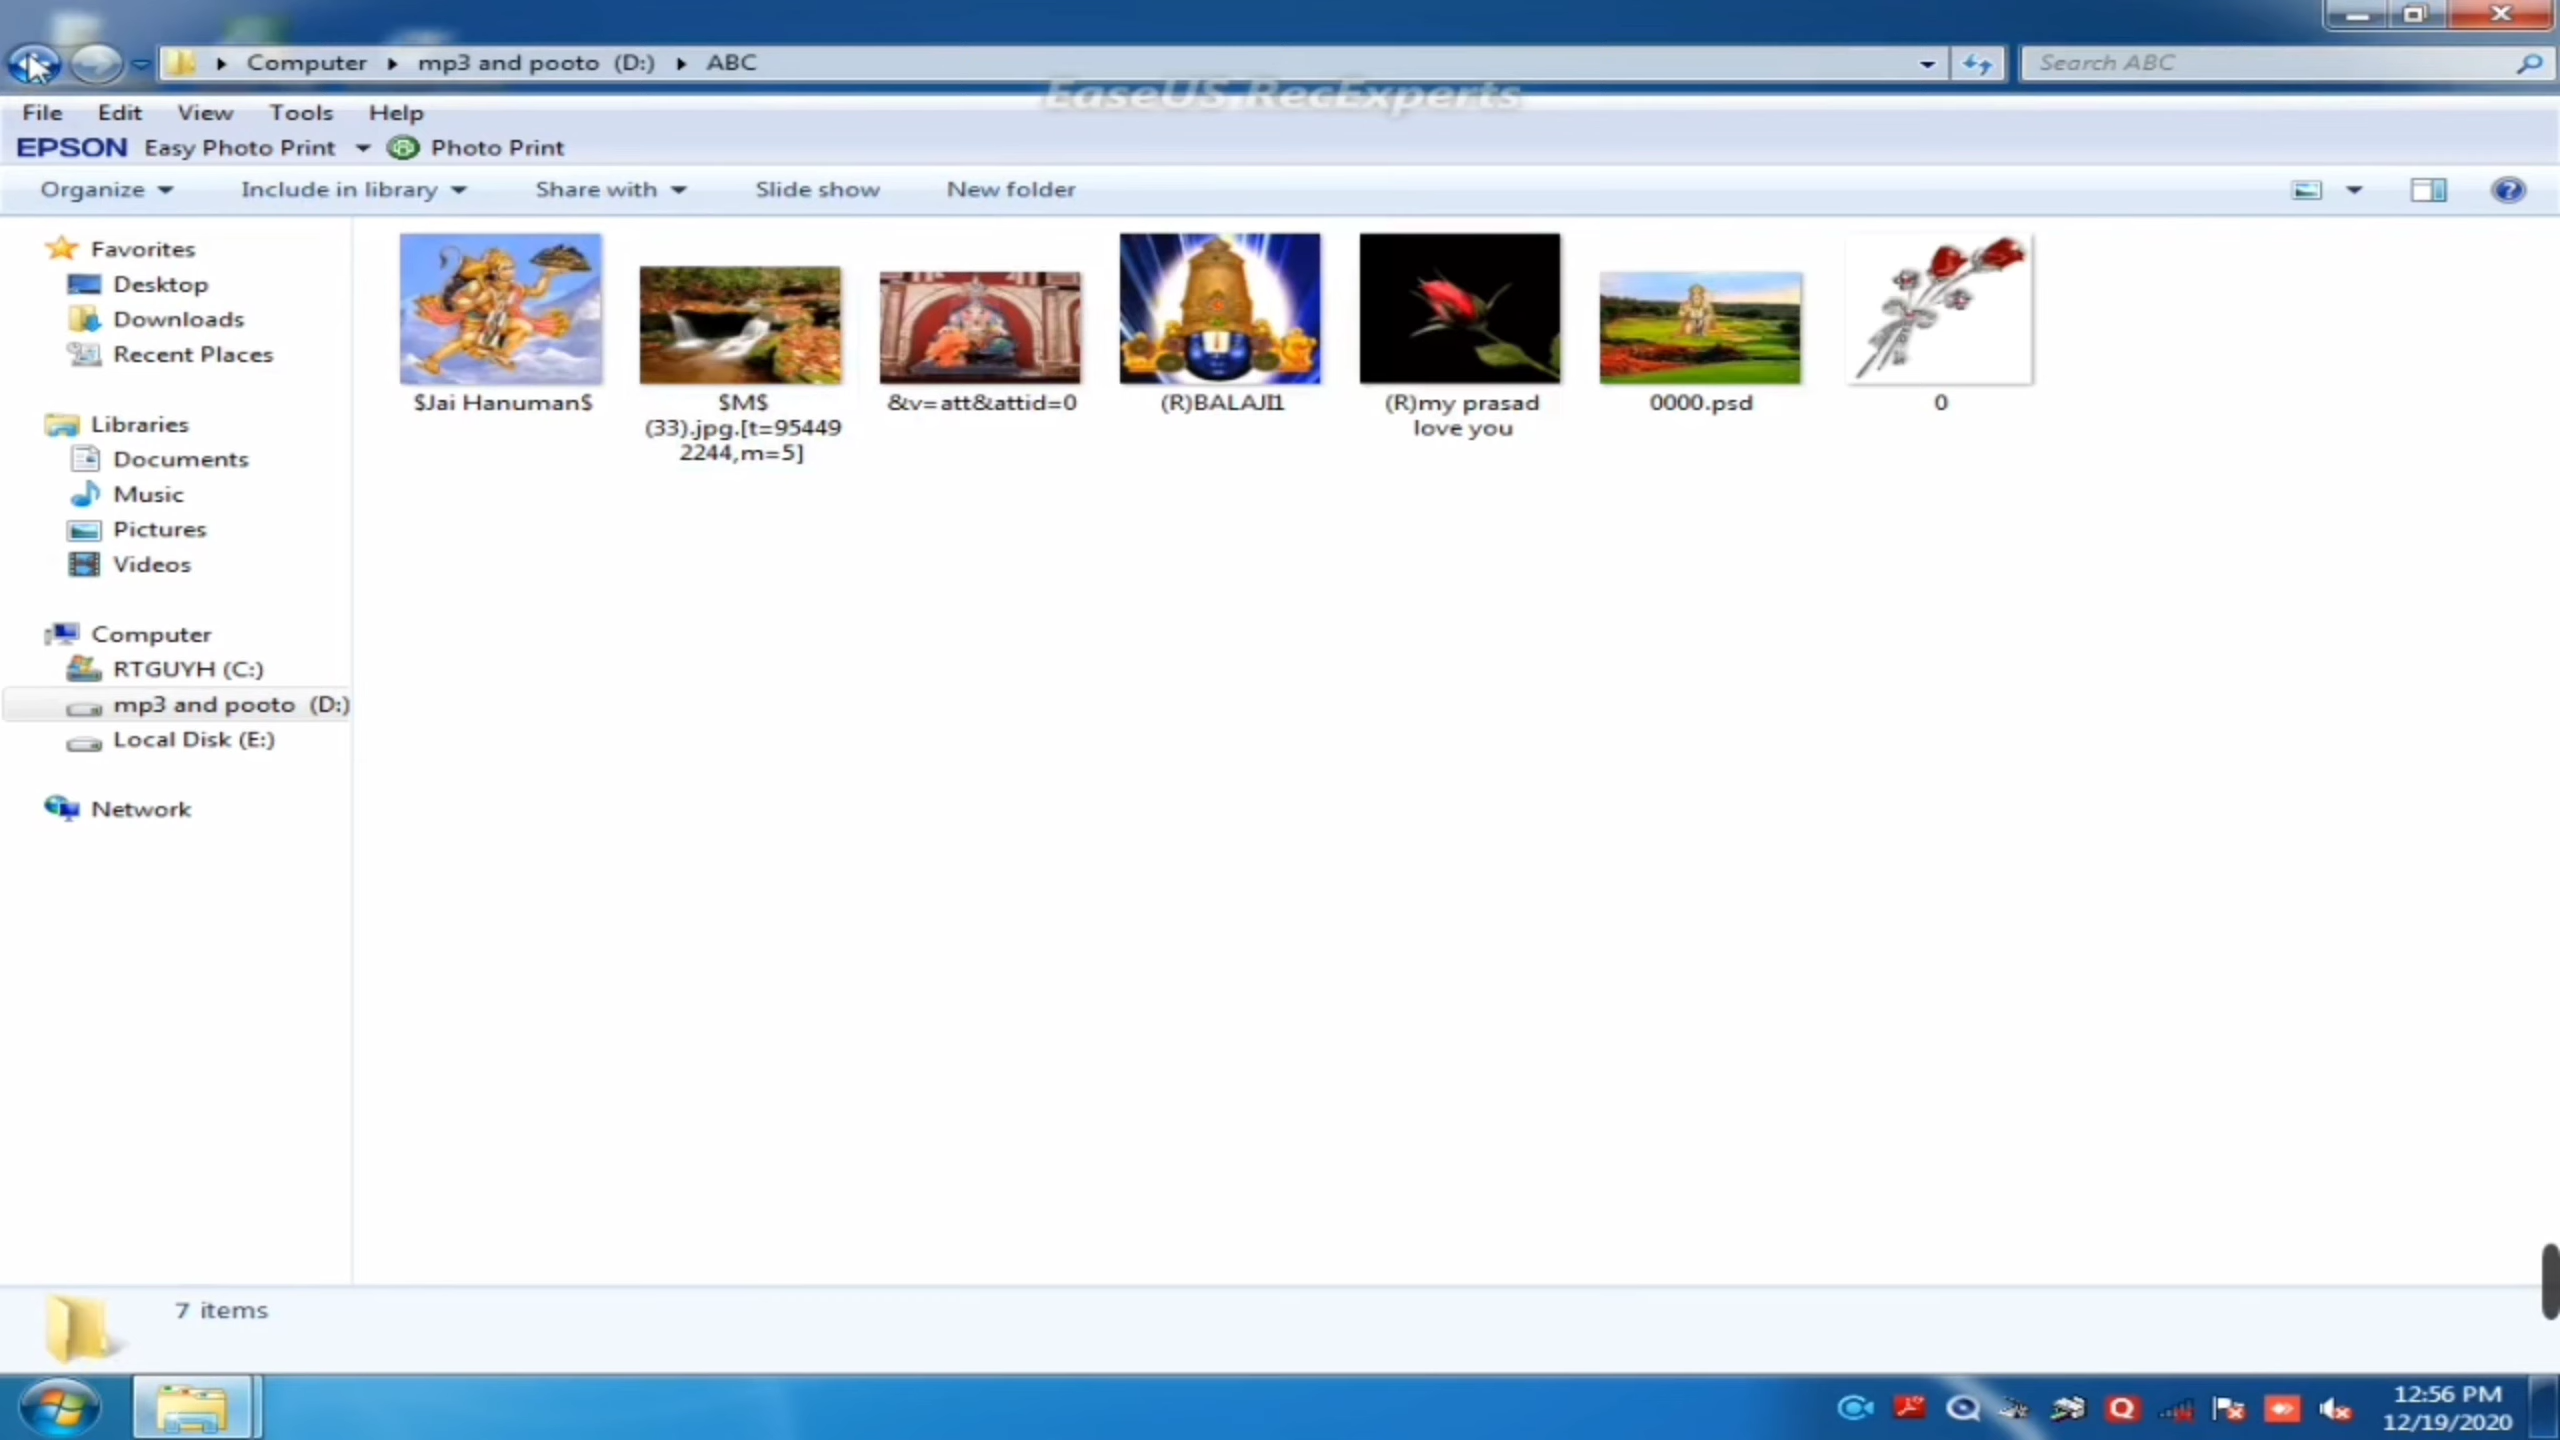 Computer ▸ mp3 and pooto (D:) ▸ ABC
Search ABC
EaseUS RecExperts
File Edit View Tools Help
EPSON Easy Photo Print Photo Print
Organize Include in library Share with Slide show New folder
Favorites
Desktop
Downloads
Recent Places
Libraries
Documents
Music
Pictures
Videos
Computer
RTGUYH (C:)
mp3 and pooto (D:)
Local Disk (E:)
Network
$Jai Hanuman$
$M$
(33).jpg.[t=95449
2244,m=5]
&v=att&attid=0
(R)BALAJI1
(R)my prasad
love you
0000.psd
0
7 items
12:56 PM
12/19/2020